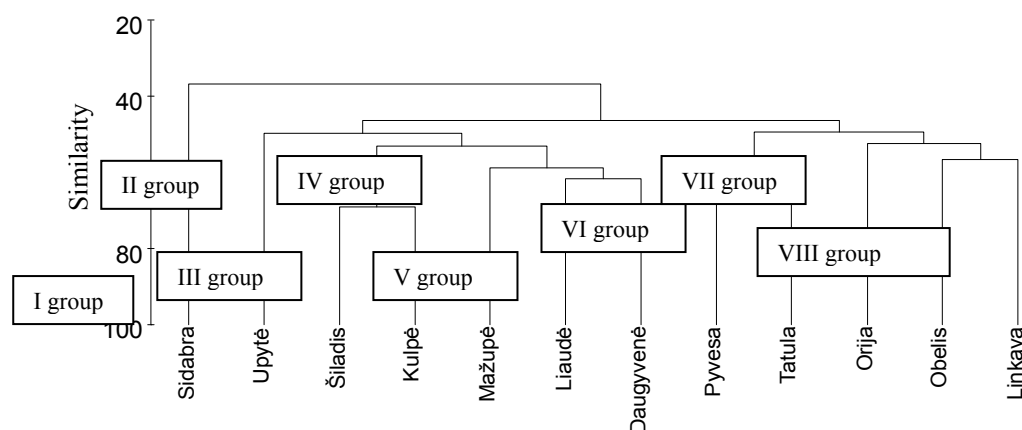 20
40
80
100
Similarity
I group
II group
III group
IV group
V group
VI group
VII group
VIII group
Sidabra
Upytė
Šiladis
Kulpė
Mažupė
Liaudė
Daugyvenė
Pyvesa
Tatula
Orija
Obelis
Linkava